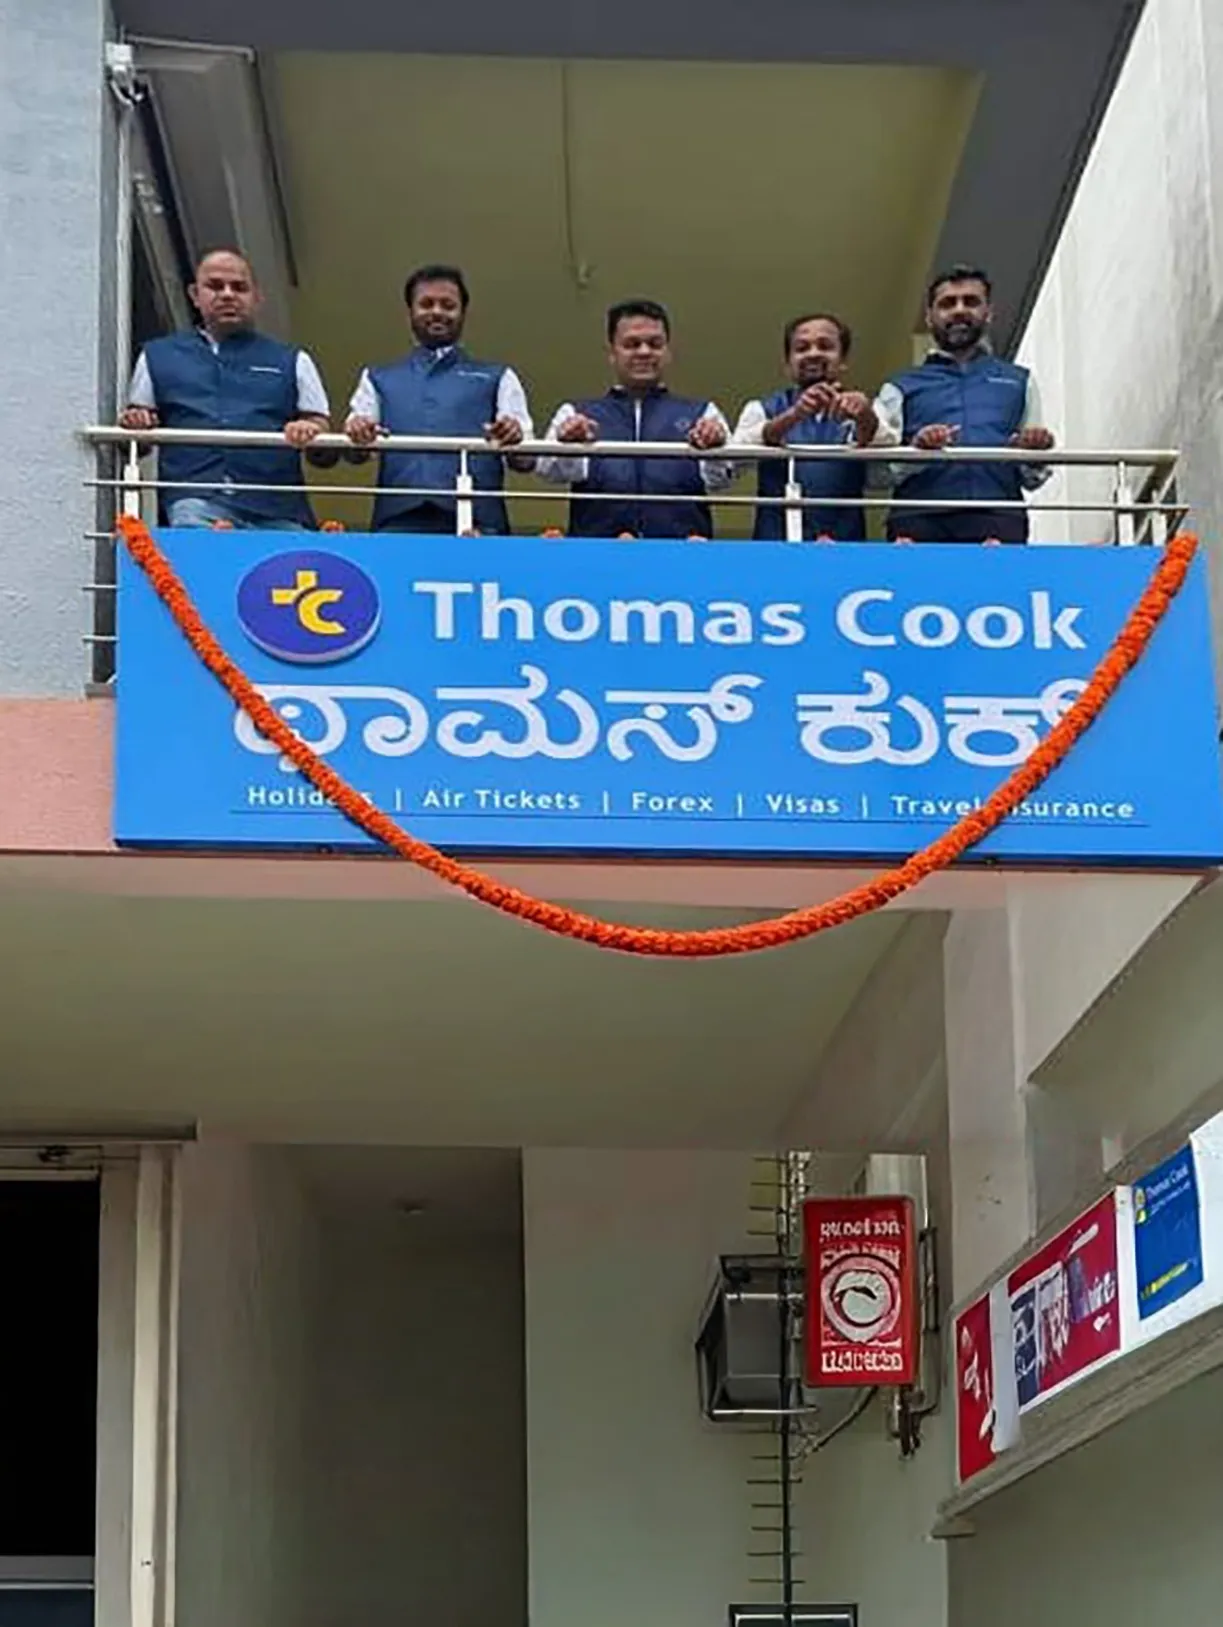 Thomas Cook
ಥಾಮಸ್ ಕುಕ್
Holidays | Air Tickets | Forex | Visas | Travel Insurance
Thomas Cook